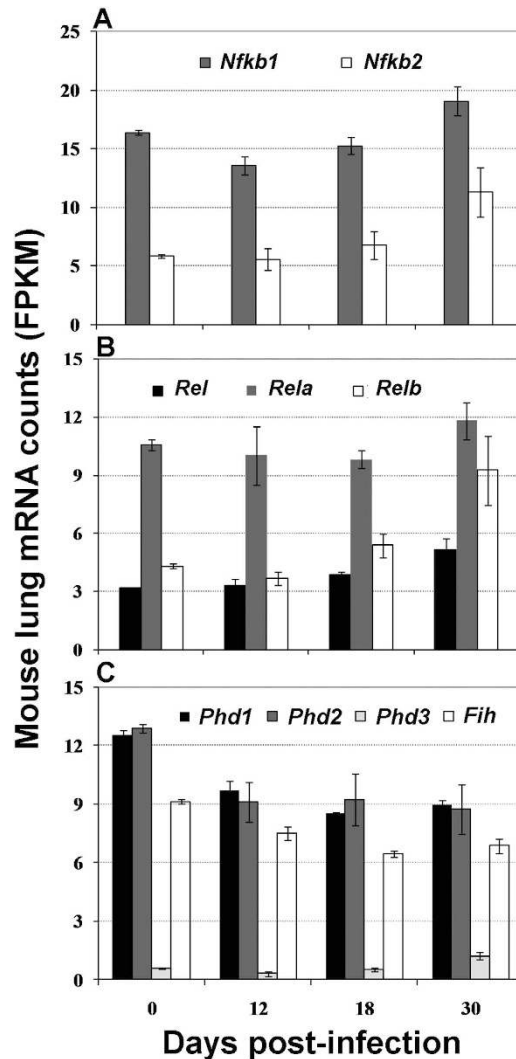 Mouse lung mRNA counts (FPKM)
A
Nfkb1 Nfkb2
25
20
15
10
5
0
B
Rel Rela Relb
15
12
9
6
3
0
C
Phd1 Phd2 Phd3 Fih
15
12
9
6
3
0
0 12 18 30
Days post-infection